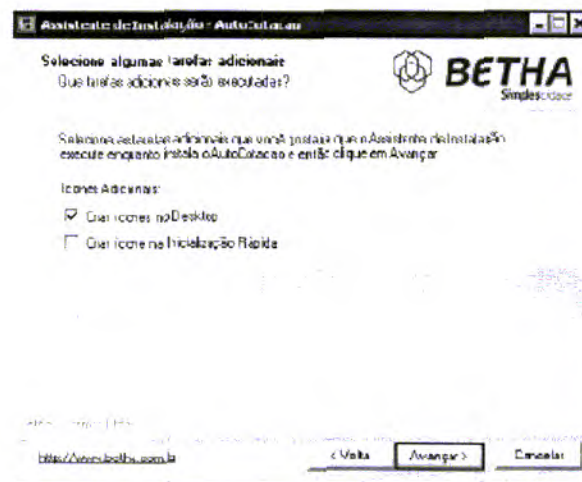 Assistente de Instalação - AutoCotacao
Selecione algumas tarefas adicionais
Que tarefas adicionais serão executadas?
BETHA
Simplescidade
Selecione as tarefas adicionais que você gostaria que o Assistente de Instalação
execute enquanto instala o AutoCotacao e então clique em Avançar
Ícones Adicionais:
Criar ícones no Desktop
Criar ícone na Inicialização Rápida
http://www.betha.com.br
< Volta
Avançar >
Cancelar